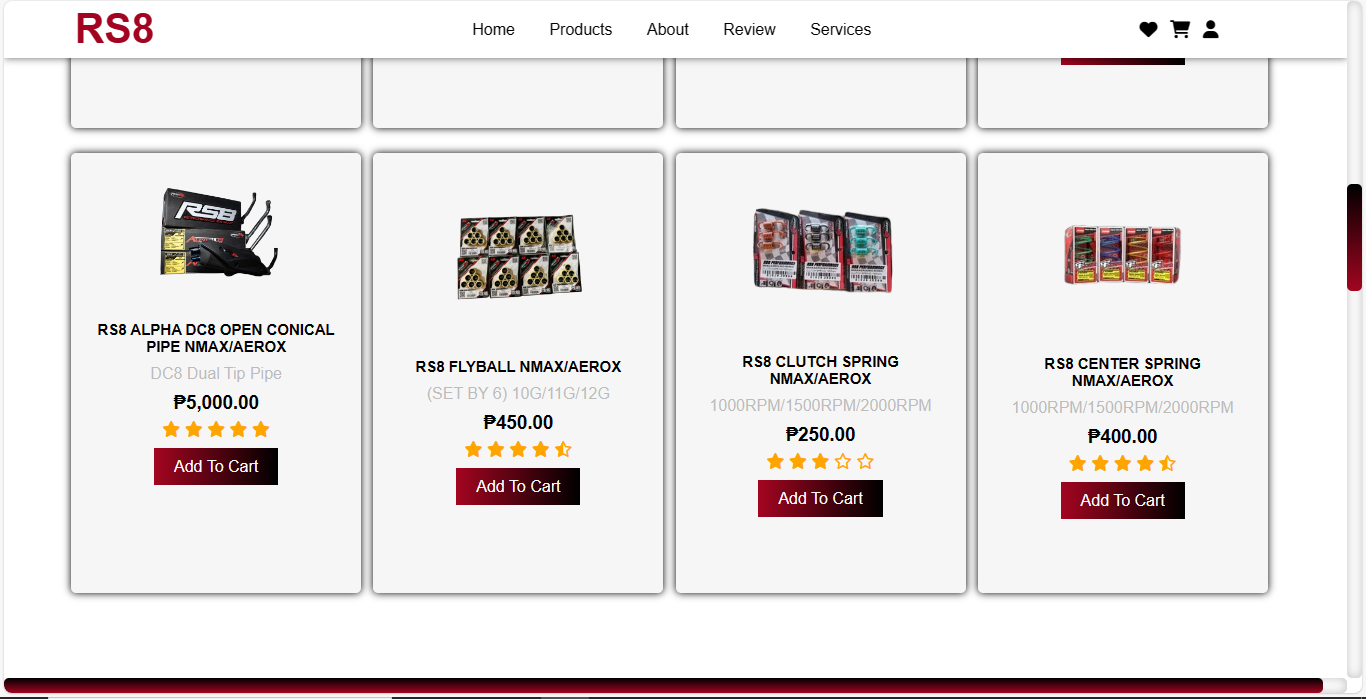 RS8
Home Products About Review Services
RS8
RS8 ALPHA DC8 OPEN CONICAL
PIPE NMAX/AEROX
DC8 Dual Tip Pipe
₱5,000.00
Add To Cart
RS8 FLYBALL NMAX/AEROX
(SET BY 6) 10G/11G/12G
₱450.00
Add To Cart
RS8 CLUTCH SPRING
NMAX/AEROX
1000RPM/1500RPM/2000RPM
₱250.00
Add To Cart
RS8 CENTER SPRING
NMAX/AEROX
1000RPM/1500RPM/2000RPM
₱400.00
Add To Cart